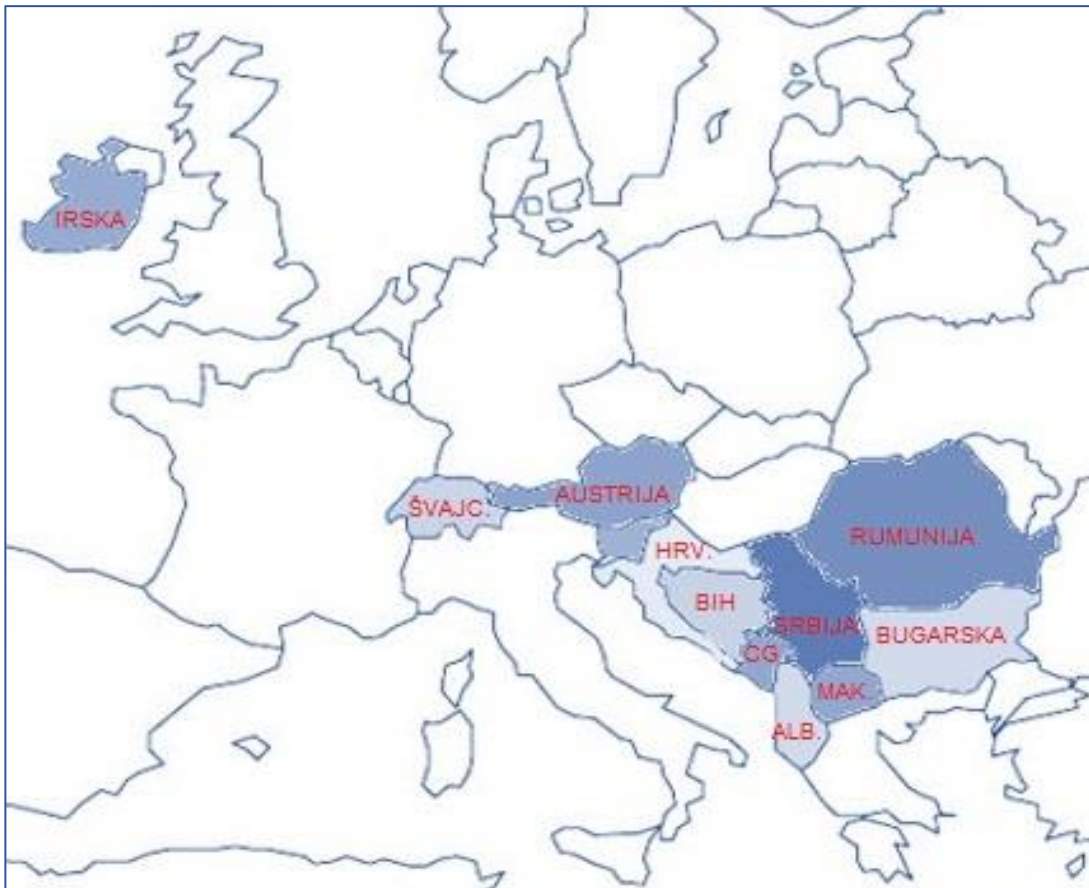 IRSKA
ŠVAJC.
AUSTRIJA
HRV.
RUMUNIJA
BIH
SRBIJA
BUGARSKA
CG
MAK.
ALB.